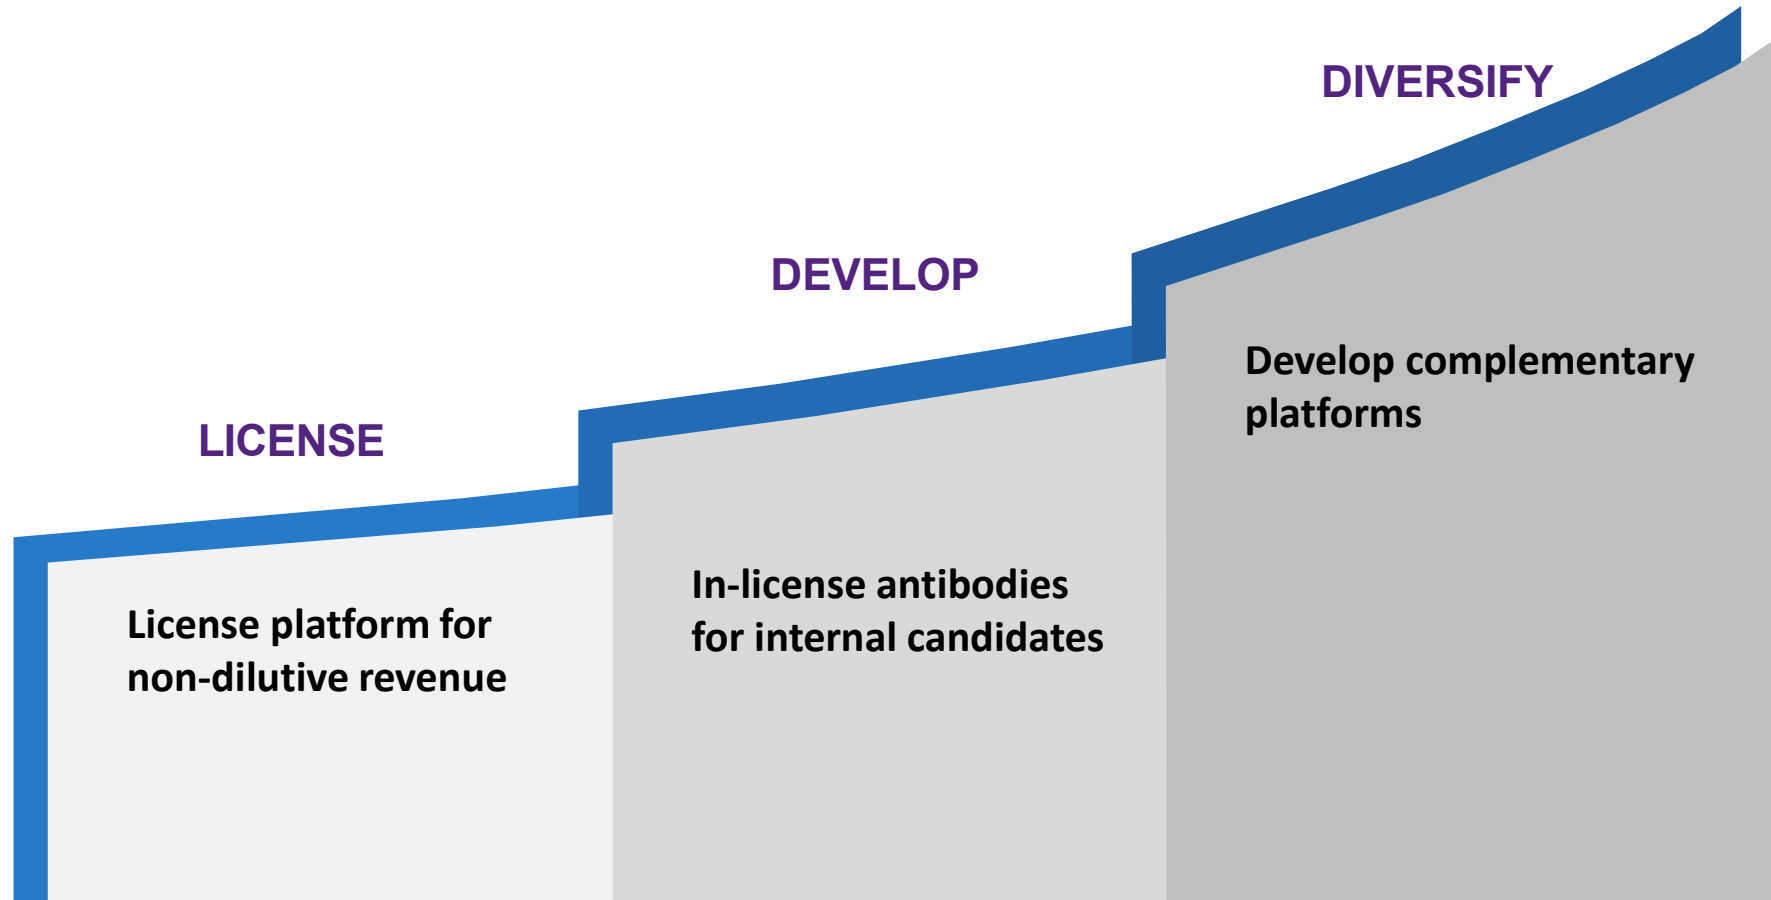 LICENSE
License platform for
non-dilutive revenue
DEVELOP
In-license antibodies
for internal candidates
DIVERSIFY
Develop complementary
platforms